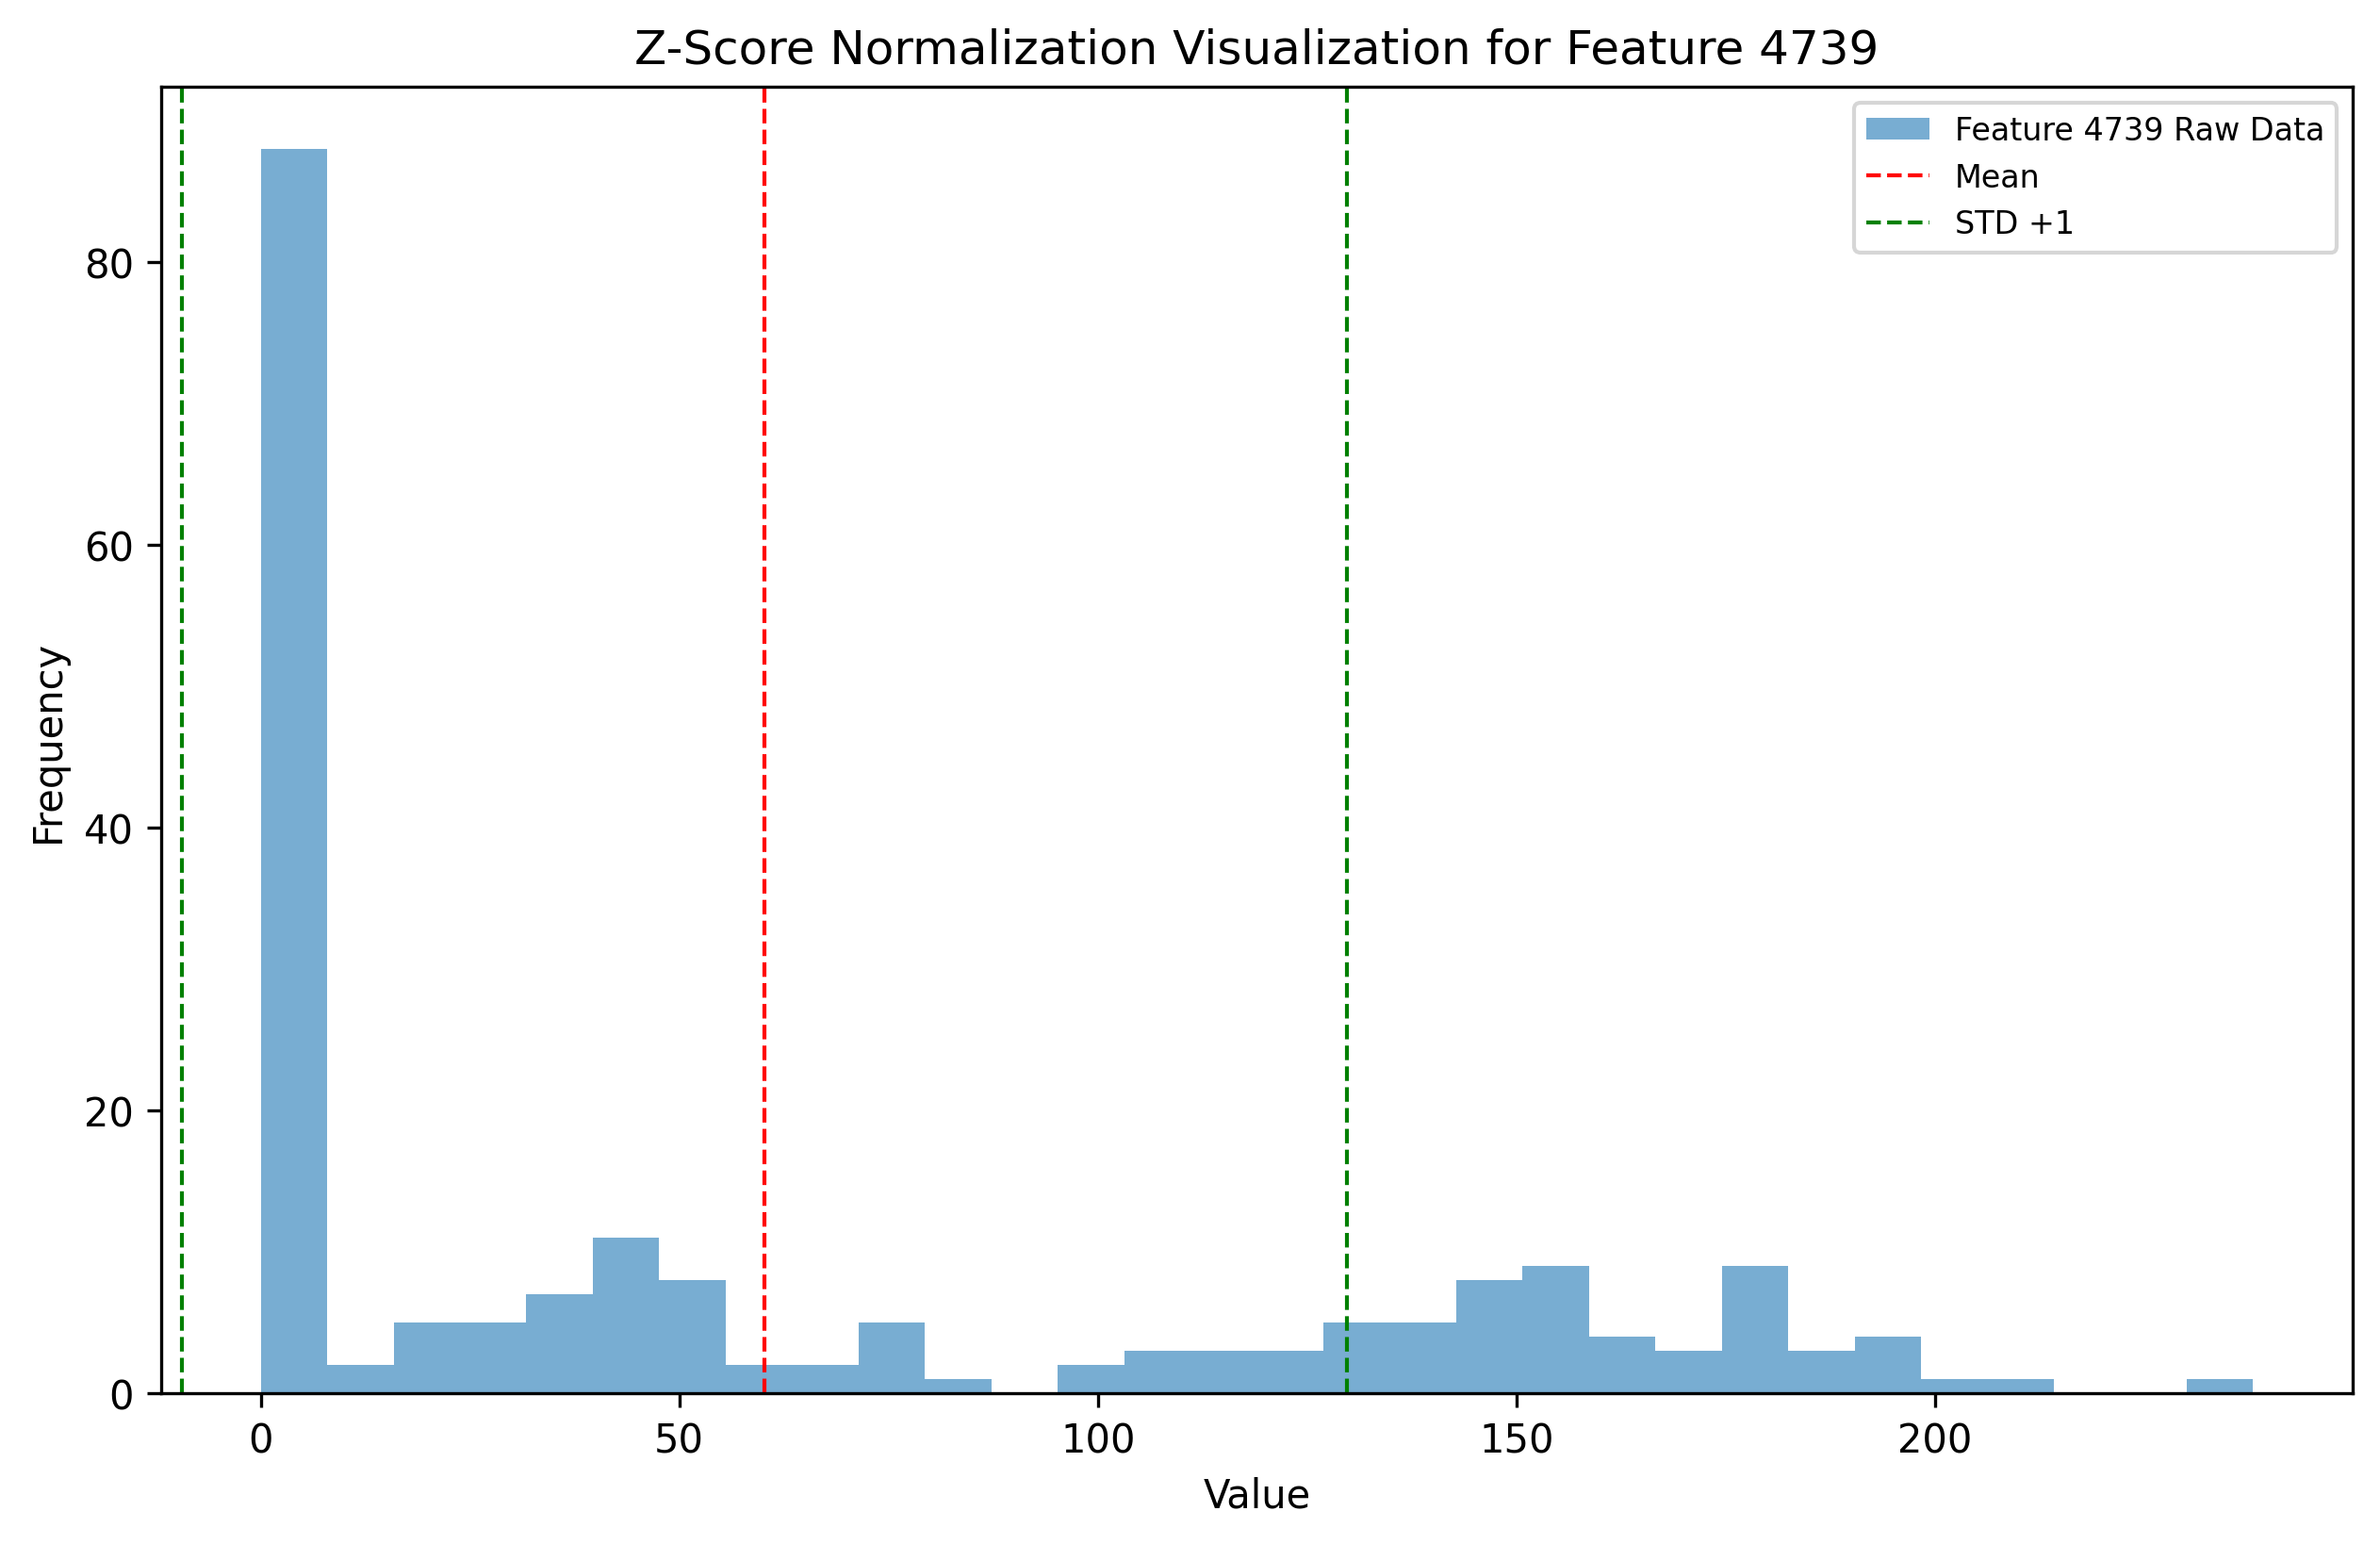 Z-Score Normalization Visualization for Feature 4739
Feature 4739 Raw Data
Mean
STD +1
80
60
40
20
0
Frequency
0 50 100 150 200
Value